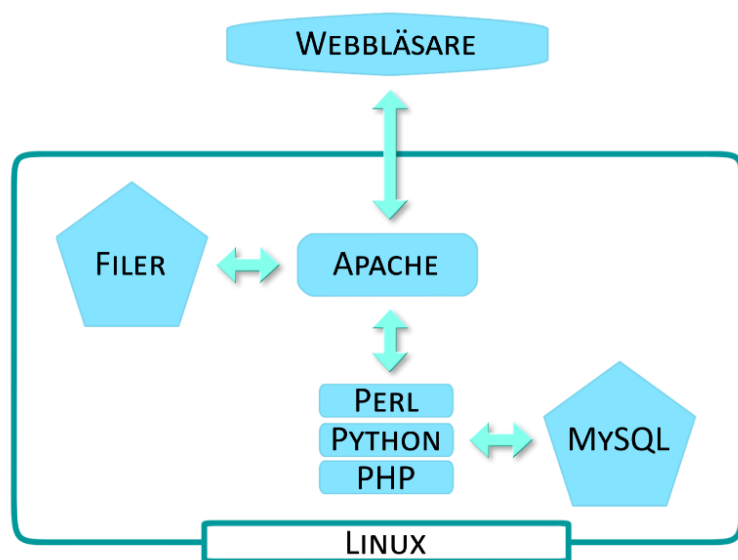 WEBBLÄSARE
FILER
APACHE
PERL
PYTHON
PHP
MYSQL
LINUX